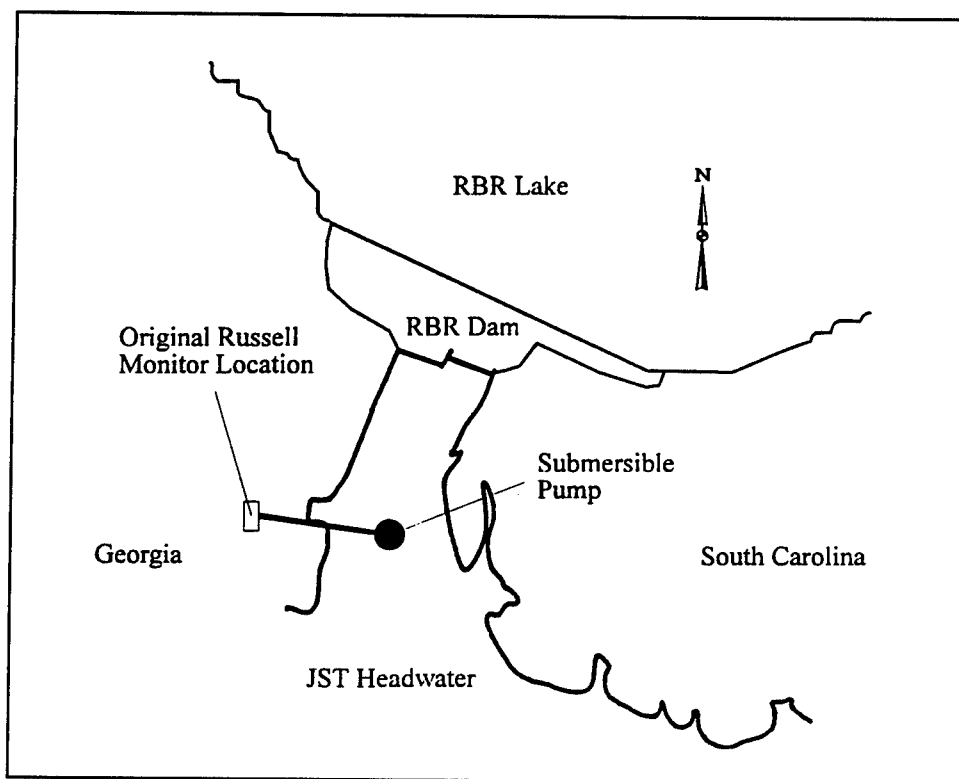 RBR Lake
N
RBR Dam
Original Russell
Monitor Location
Submersible
Pump
Georgia
South Carolina
JST Headwater